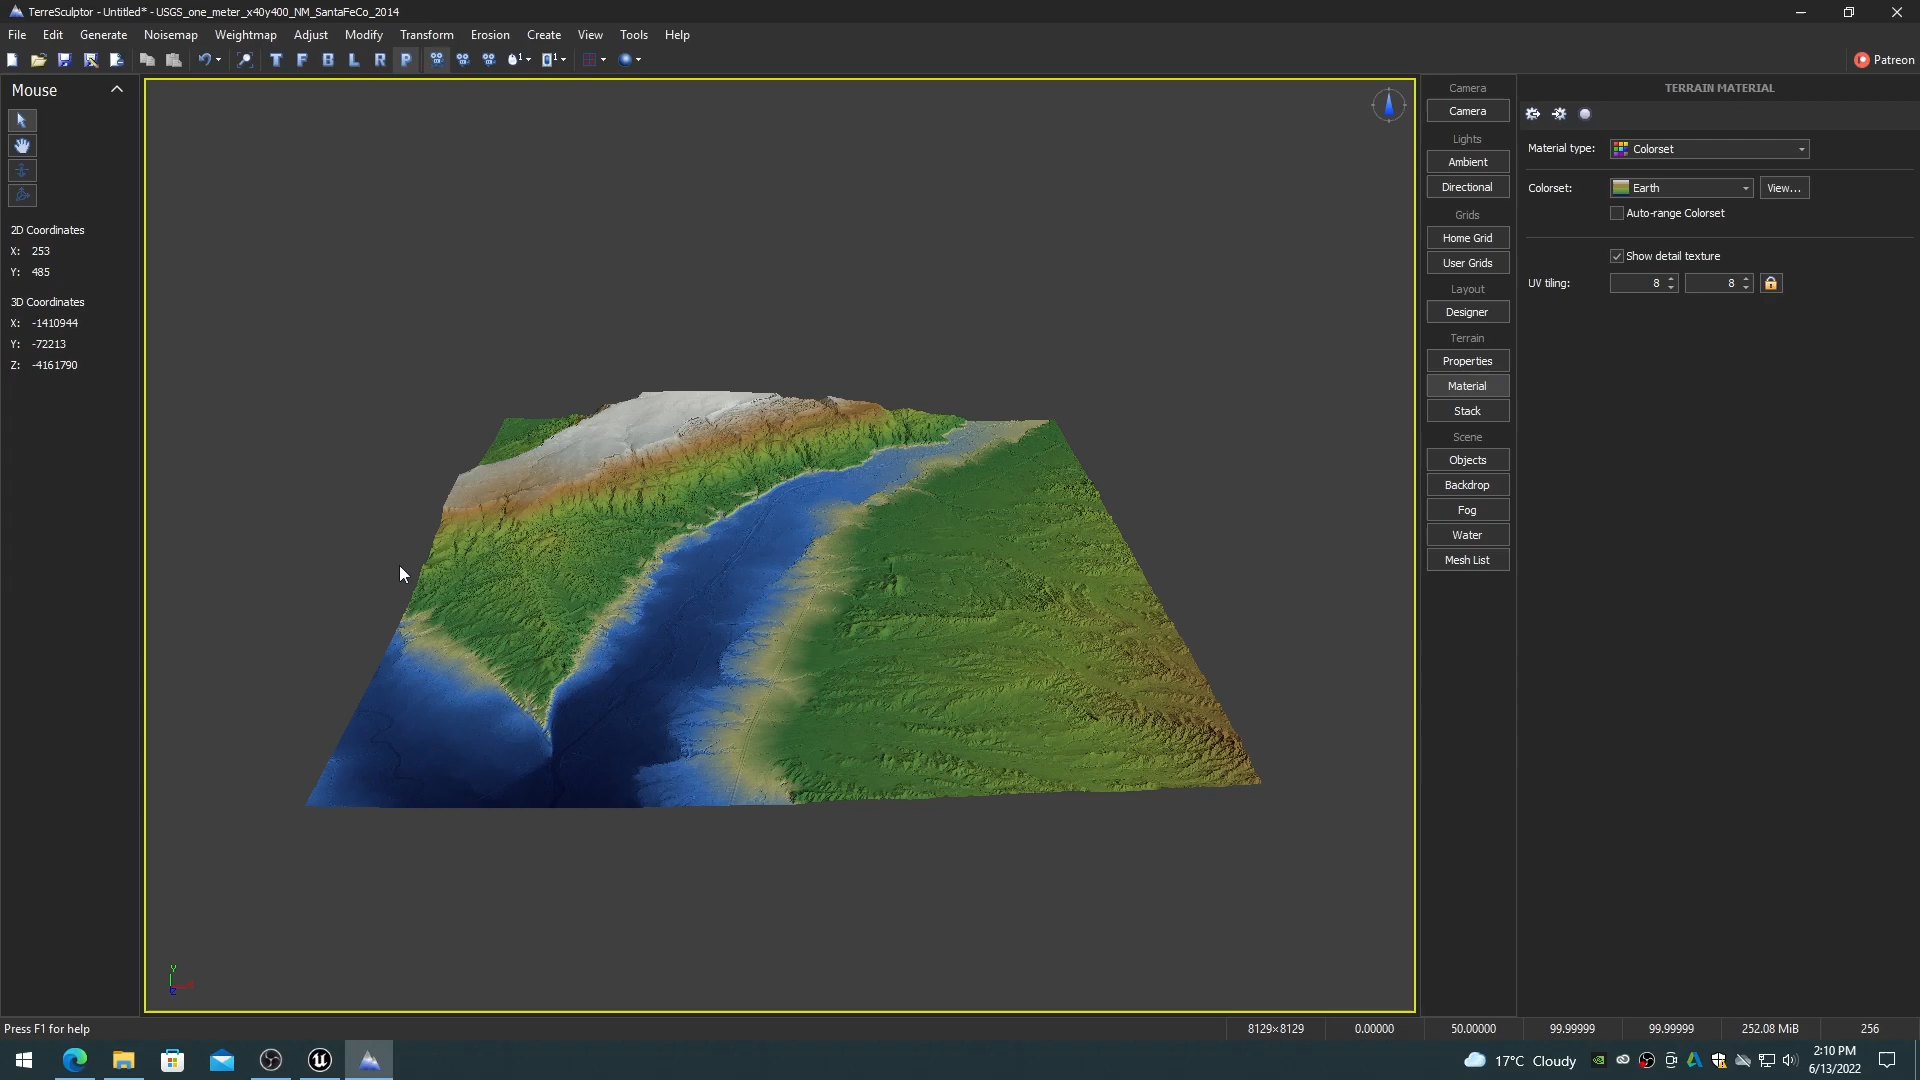 TerreSculptor - Untitled* - USGS_one_meter_x40y400_NM_SantaFeCo_2014
File Edit Generate Noisemap Weightmap Adjust Modify Transform Erosion Create View Tools Help
T F B L R P 1 1 Patreon
Mouse
2D Coordinates
X: 253
Y: 485
3D Coordinates
X: -1410944
Y: -72213
Z: -4161790
Y
Camera
Camera
Lights
Ambient
Directional
Grids
Home Grid
User Grids
Layout
Designer
Terrain
Properties
Material
Stack
Scene
Objects
Backdrop
Fog
Water
Mesh List
TERRAIN MATERIAL
Material type: Colorset
Colorset: Earth View...
Auto-range Colorset
Show detail texture
UV tiling: 8 8
Press F1 for help 8129×8129 0.00000 50.00000 99.99999 99.99999 252.08 MiB 256
17°C Cloudy 2:10 PM
6/13/2022